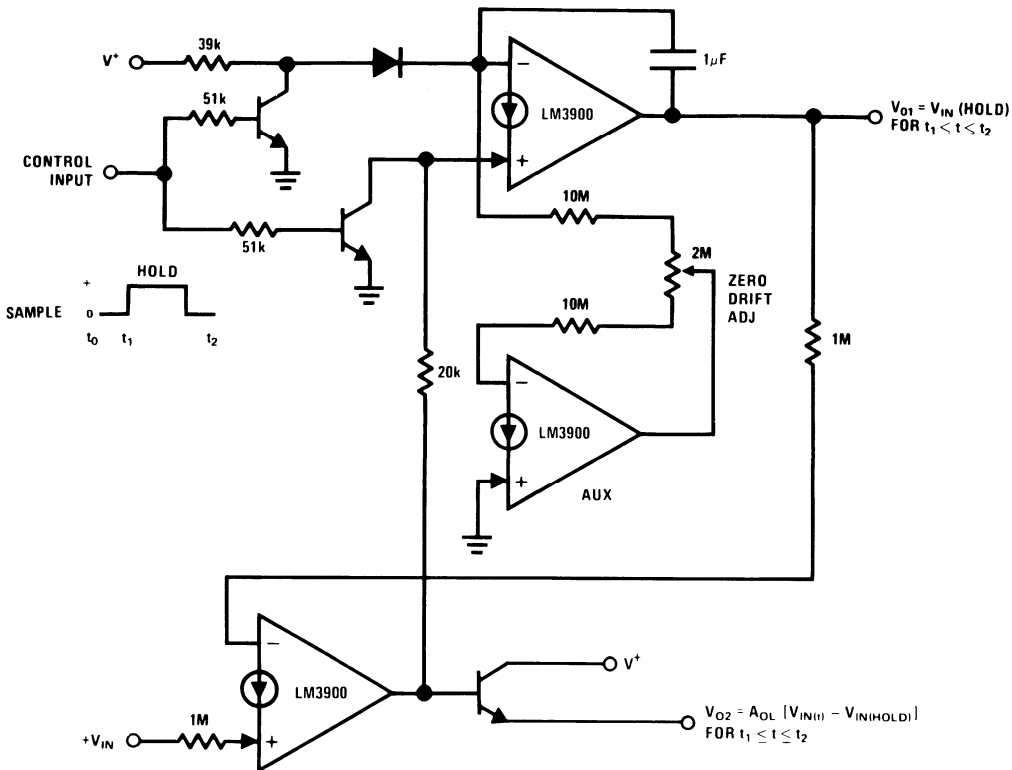 39k
V+
1μF
51k
LM3900
V01 = VIN (HOLD)
FOR t1 < t < t2
CONTROL
INPUT
10M
51k
2M
ZERO
DRIFT
ADJ
HOLD
+
SAMPLE
0
t0 t1 t2
10M
1M
20k
LM3900
AUX
LM3900
V+
1M
+VIN
V02 = AOL [VIN(t) – VIN(HOLD)]
FOR t1 ≤ t ≤ t2